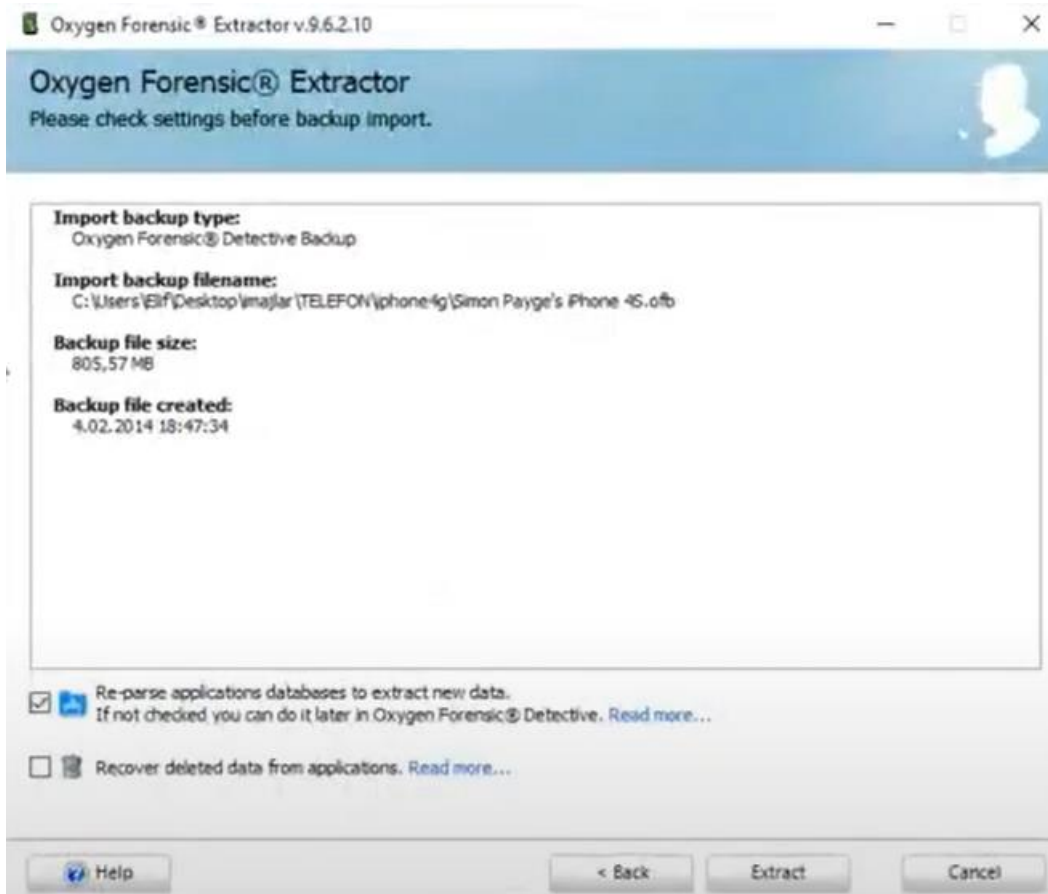 Oxygen Forensic® Extractor v.9.6.2.10
Oxygen Forensic® Extractor
Please check settings before backup import.
Import backup type:
Oxygen Forensic® Detective Backup
Import backup filename:
C:\Users\Elif\Desktop\imajlar\TELEFON\iphone4g\Simon Payge's iPhone 4S.ofb
Backup file size:
805,57 MB
Backup file created:
4.02.2014 18:47:34
Re-parse applications databases to extract new data.
If not checked you can do it later in Oxygen Forensic® Detective. Read more...
Recover deleted data from applications. Read more...
Help
< Back
Extract
Cancel